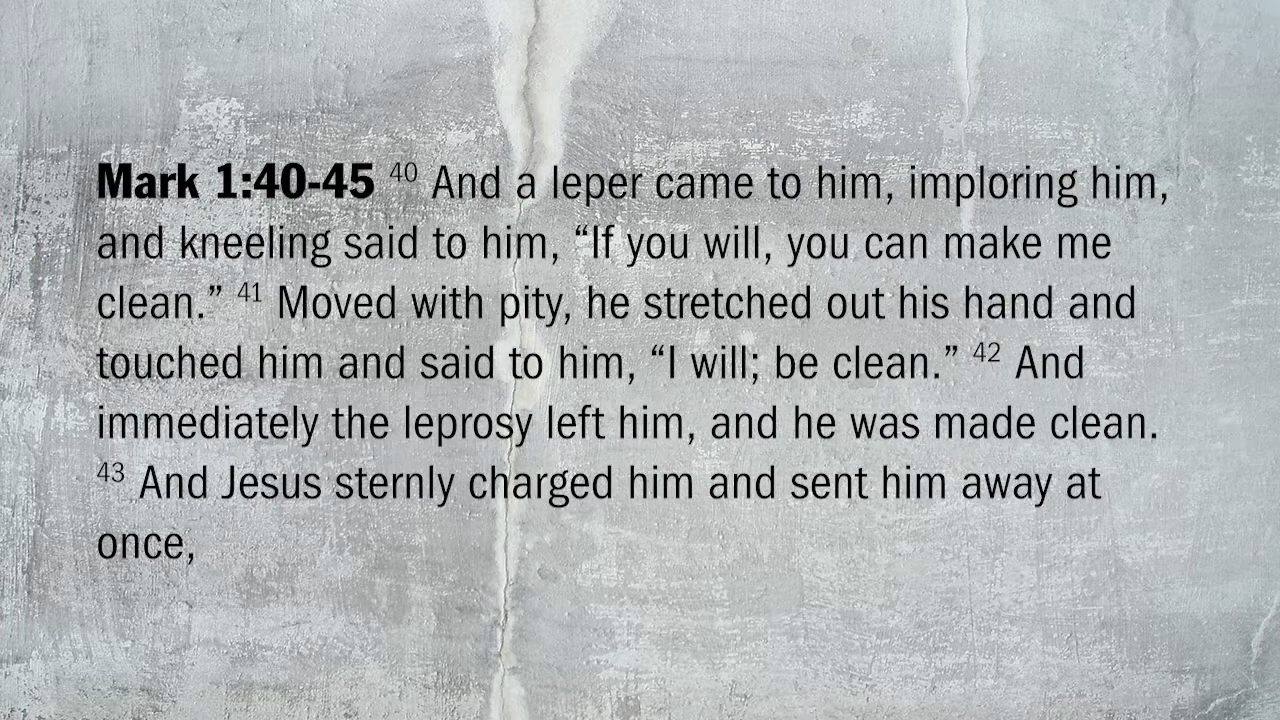 Mark 1:40-45 40 And a leper came to him, imploring him,
and kneeling said to him, “If you will, you can make me
clean.” 41 Moved with pity, he stretched out his hand and
touched him and said to him, “I will; be clean.” 42 And
immediately the leprosy left him, and he was made clean.
43 And Jesus sternly charged him and sent him away at
once,